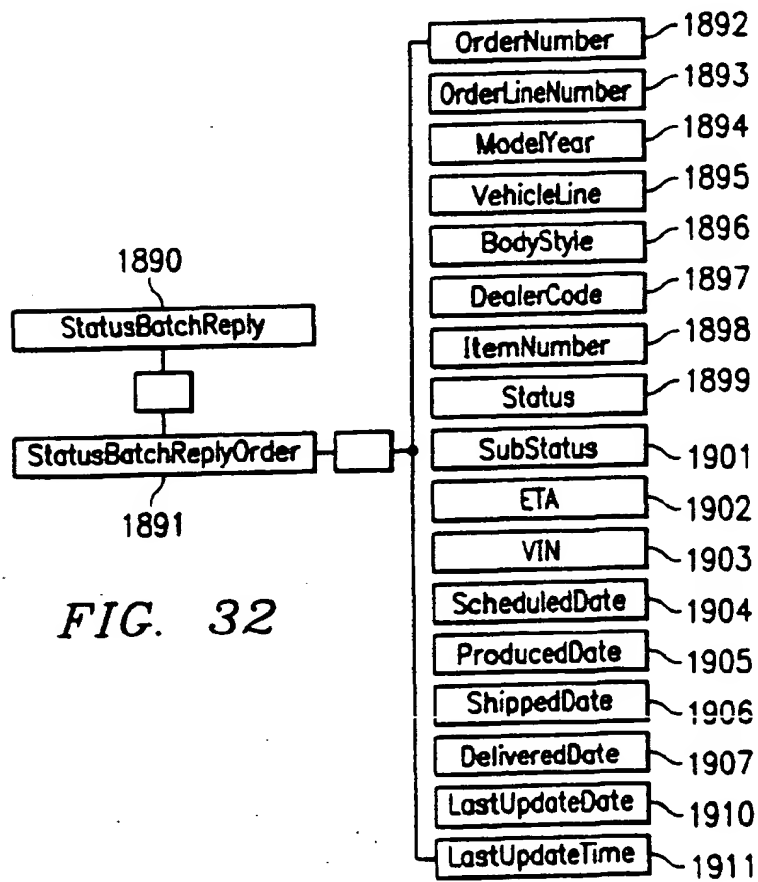 OrderNumber 1892
OrderLineNumber 1893
ModelYear 1894
VehicleLine 1895
BodyStyle 1896
DealerCode 1897
ItemNumber 1898
Status 1899
SubStatus 1901
ETA 1902
VIN 1903
ScheduledDate 1904
ProducedDate 1905
ShippedDate 1906
DeliveredDate 1907
LastUpdateDate 1910
LastUpdateTime 1911
1890
StatusBatchReply
StatusBatchReplyOrder
1891
FIG. 32